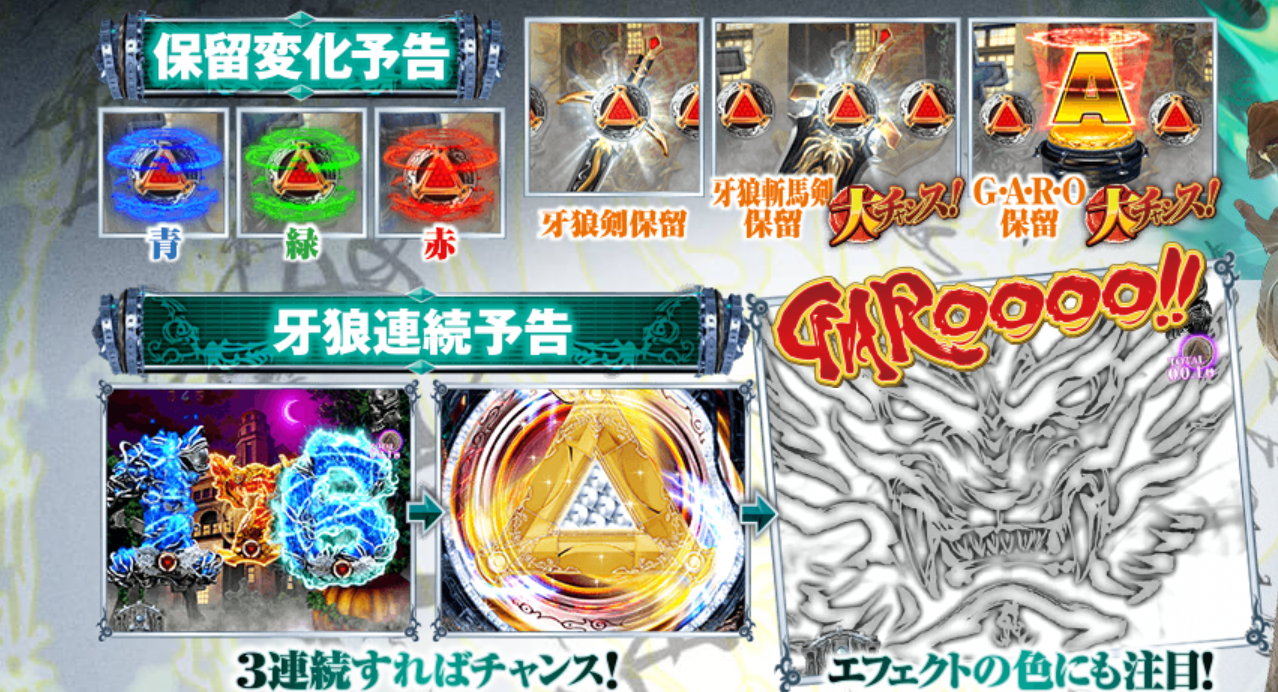 保留変化予告
青
緑
赤
牙狼剣保留
牙狼斬馬剣
保留
大チャンス!
A
G・A・R・O
保留
大チャンス!
牙狼連続予告
GAROoooo!!
TOTAL
176
3連続すればチャンス!
エフェクトの色にも注目!